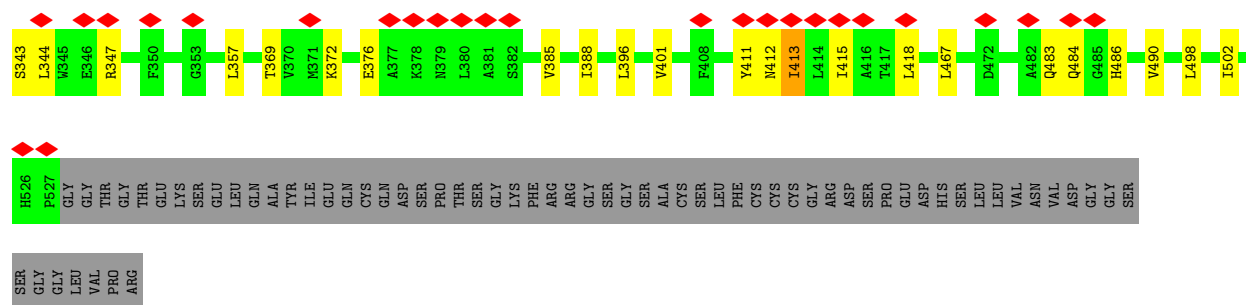 S343 L344 W345 E346 R347 F350 G353 L357 T369 V370 M371 K372 E376 A377 K378 N379 L380 A381 S382 V385 I388 L396 V401 F408 Y411 N412 I413 L414 I415 A416 T417 L418 L467 D472 A482 Q483 Q484 G485 H486 V490 L498 I502
H526 P527 GLY GLY THR GLY THR GLU LYS SER GLU LEU GLN ALA TYR ILE GLU GLN CYS GLN ASP SER PRO THR SER GLY LYS PHE ARG ARG GLY SER GLY SER ALA CYS SER LEU PHE CYS CYS CYS GLY ARG ASP SER PRO GLU ASP HIS SER LEU LEU VAL ASN VAL ASP GLY GLY SER
SER GLY GLY LEU VAL PRO ARG